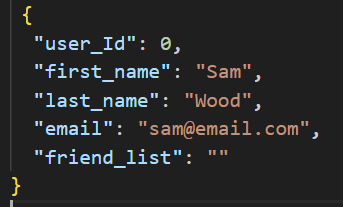 {
"user_Id": 0,
"first_name": "Sam",
"last_name": "Wood",
"email": "sam@email.com",
"friend_list": ""
}